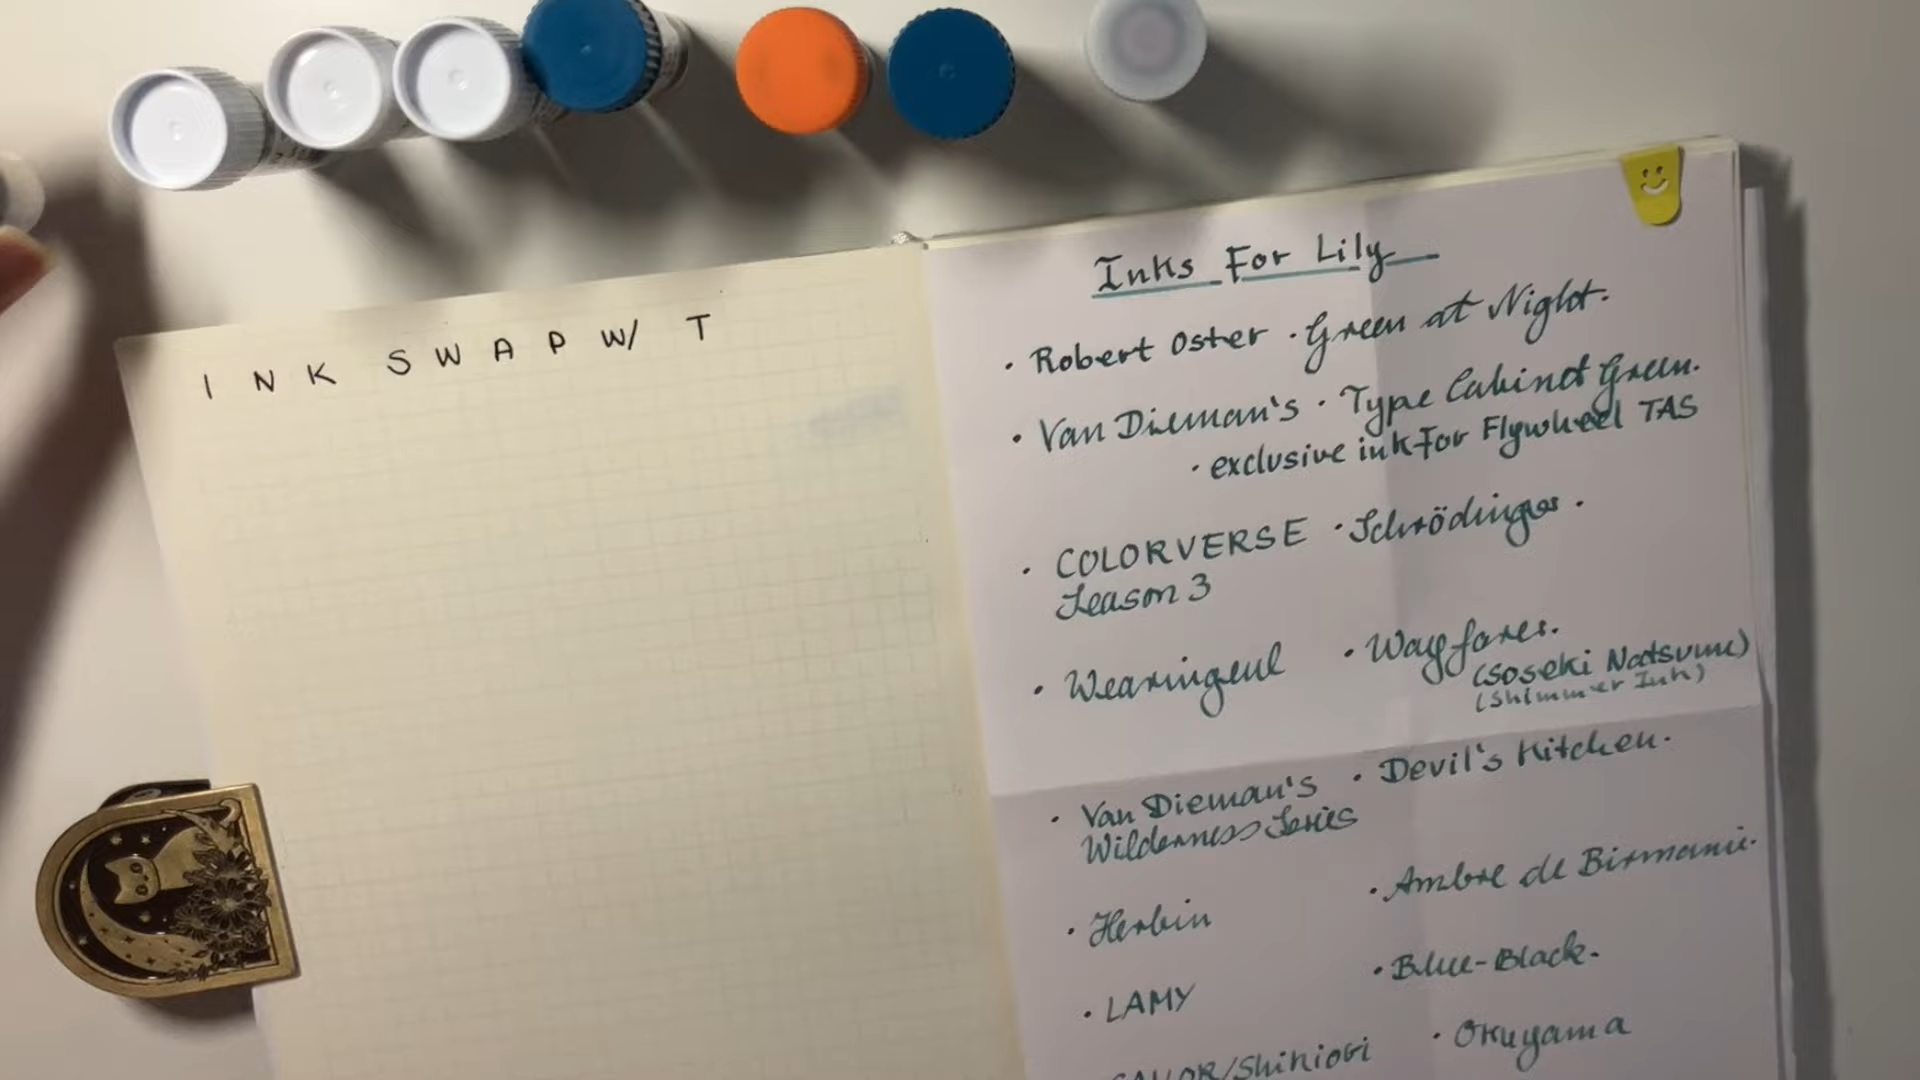 INK SWAP W/ T
Inks For Lily
· Robert Oster · Green at Night.
· Van Dieman's · Type Cabinet Green.
· exclusive ink For Flywheel TAS
· COLORVERSE · Schrödinger.
Season 3
· Wearingeul · Wayfarer.
(Soseki Natsume)
(Shimmer Ink)
· Van Dieman's · Devil's Kitchen.
Wilderness Series
· Herbin · Ambre de Birmanie.
· LAMY · Blue-Black.
/Shikiori · Okuyama